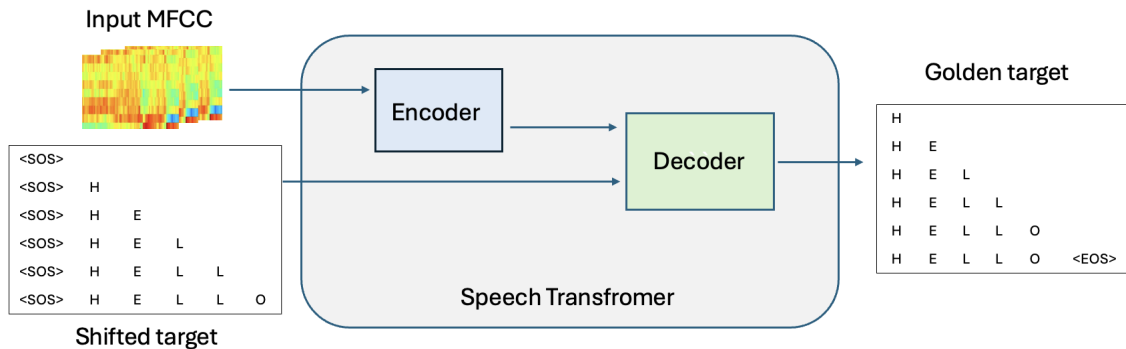 Input MFCC
<SOS>
<SOS> H
<SOS> H E
<SOS> H E L
<SOS> H E L L
<SOS> H E L L O
Shifted target
Encoder
Decoder
Speech Transfromer
Golden target
H
H E
H E L
H E L L
H E L L O
H E L L O <EOS>